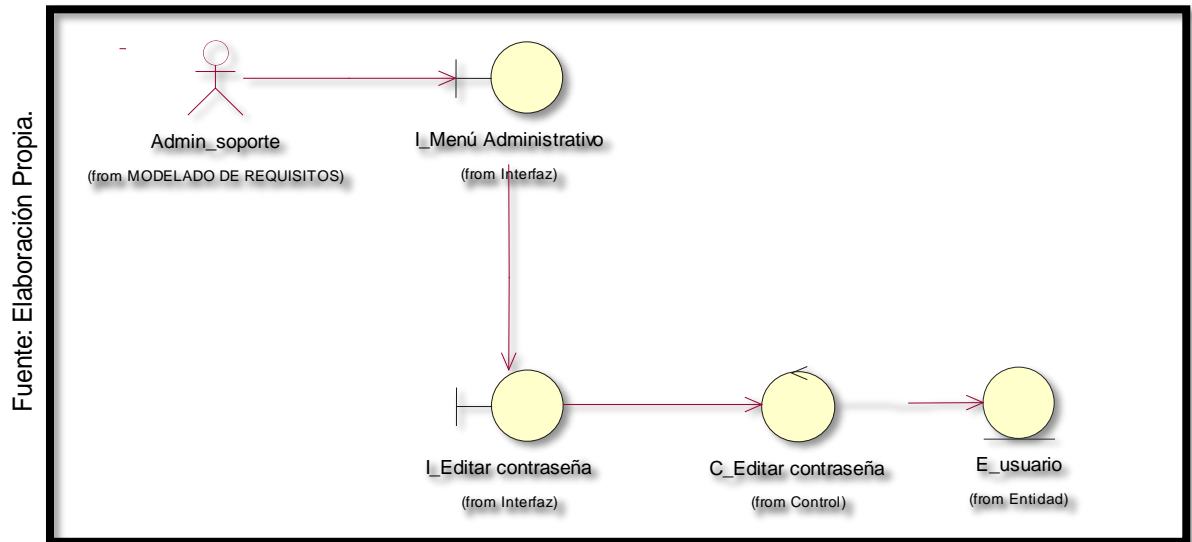 Fuente: Elaboración Propia.
Admin_soporte
(from MODELADO DE REQUISITOS)
I_Menú Administrativo
(from Interfaz)
I_Editar contraseña
(from Interfaz)
C_Editar contraseña
(from Control)
E_usuario
(from Entidad)